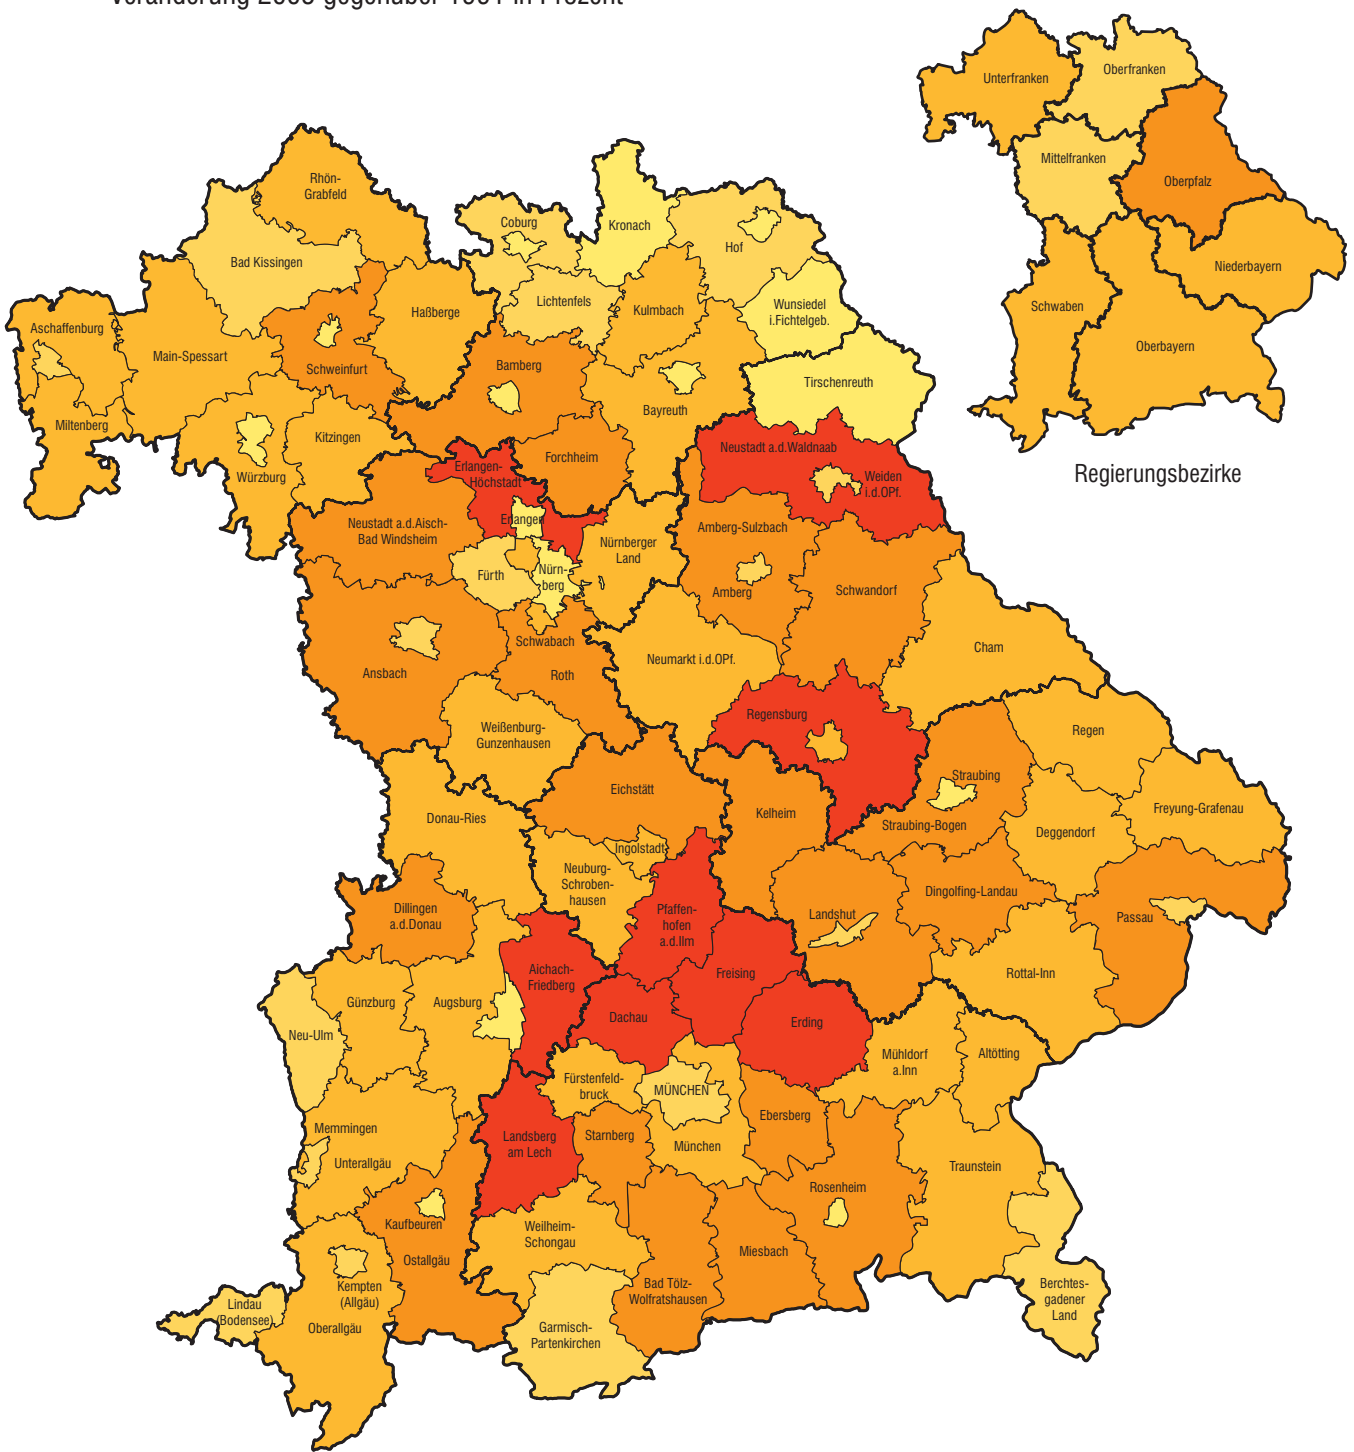 Unterfranken
Oberfranken
Mittelfranken
Oberpfalz
Niederbayern
Schwaben
Oberbayern
Regierungsbezirke
Rhön-
Grabfeld
Bad Kissingen
Coburg
Kronach
Hof
Lichtenfels
Kulmbach
Wunsiedel
i.Fichtelgeb.
Aschaffenburg
Main-Spessart
Haßberge
Schweinfurt
Bamberg
Tirschenreuth
Bayreuth
Miltenberg
Kitzingen
Würzburg
Forchheim
Neustadt a.d.Waldnaab
Weiden
i.d.OPf.
Erlangen-
Höchstadt
Erlangen
Neustadt a.d.Aisch-
Bad Windsheim
Nürnberger
Land
Amberg-Sulzbach
Fürth
Nürn-
berg
Amberg
Schwandorf
Schwabach
Roth
Ansbach
Neumarkt i.d.OPf.
Cham
Weißenburg-
Gunzenhausen
Regensburg
Regen
Eichstätt
Straubing
Kelheim
Straubing-Bogen
Freyung-Grafenau
Deggendorf
Donau-Ries
Ingolstadt
Neuburg-
Schroben-
hausen
Dingolfing-Landau
Dillingen
a.d.Donau
Pfaffen-
hofen
a.d.Ilm
Landshut
Passau
Aichach-
Friedberg
Freising
Rottal-Inn
Günzburg
Augsburg
Dachau
Erding
Neu-Ulm
Mühldorf
a.Inn
Altötting
Fürstenfeld-
bruck
MÜNCHEN
Ebersberg
Memmingen
Unterallgäu
Landsberg
am Lech
Starnberg
München
Traunstein
Rosenheim
Kaufbeuren
Ostallgäu
Weilheim-
Schongau
Miesbach
Kempten
(Allgäu)
Oberallgäu
Lindau
(Bodensee)
Bad Tölz-
Wolfratshausen
Garmisch-
Partenkirchen
Berchtes-
gadener
Land